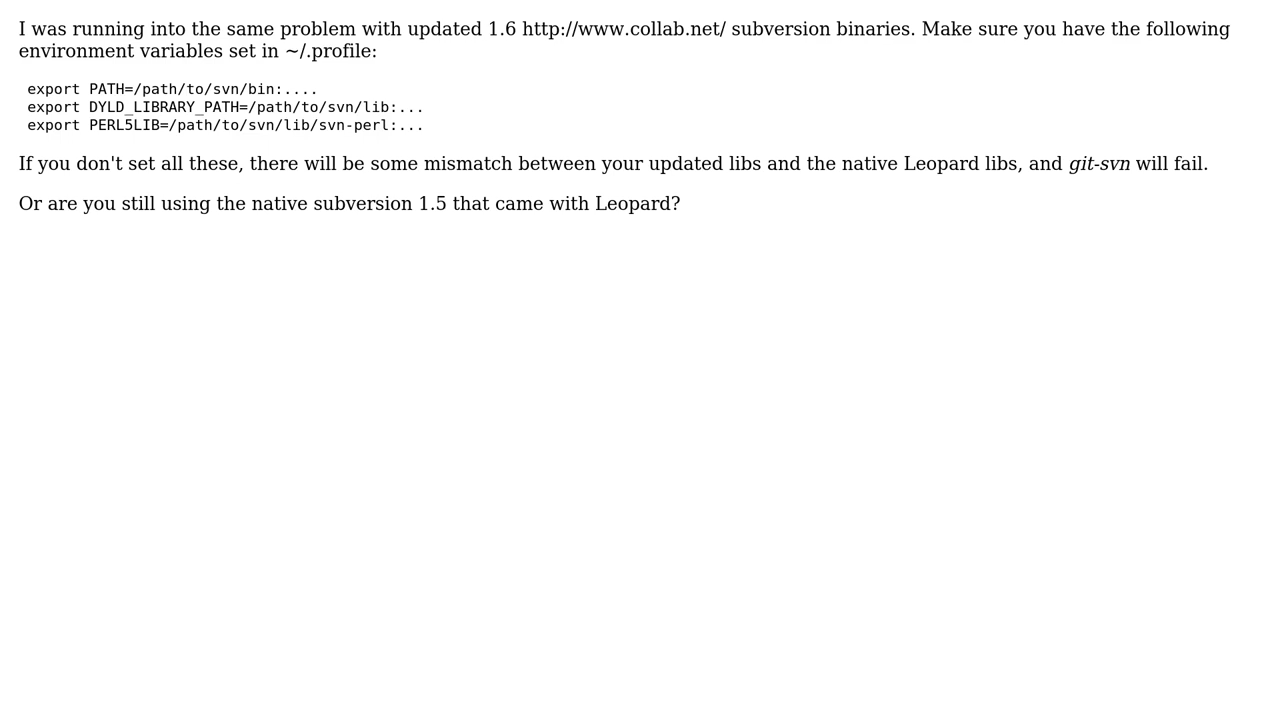 I was running into the same problem with updated 1.6 http://www.collab.net/ subversion binaries. Make sure you have the following
environment variables set in ~/.profile:
export PATH=/path/to/svn/bin:....
export DYLD_LIBRARY_PATH=/path/to/svn/lib:...
export PERL5LIB=/path/to/svn/lib/svn-perl:...
If you don't set all these, there will be some mismatch between your updated libs and the native Leopard libs, and git-svn will fail.
Or are you still using the native subversion 1.5 that came with Leopard?